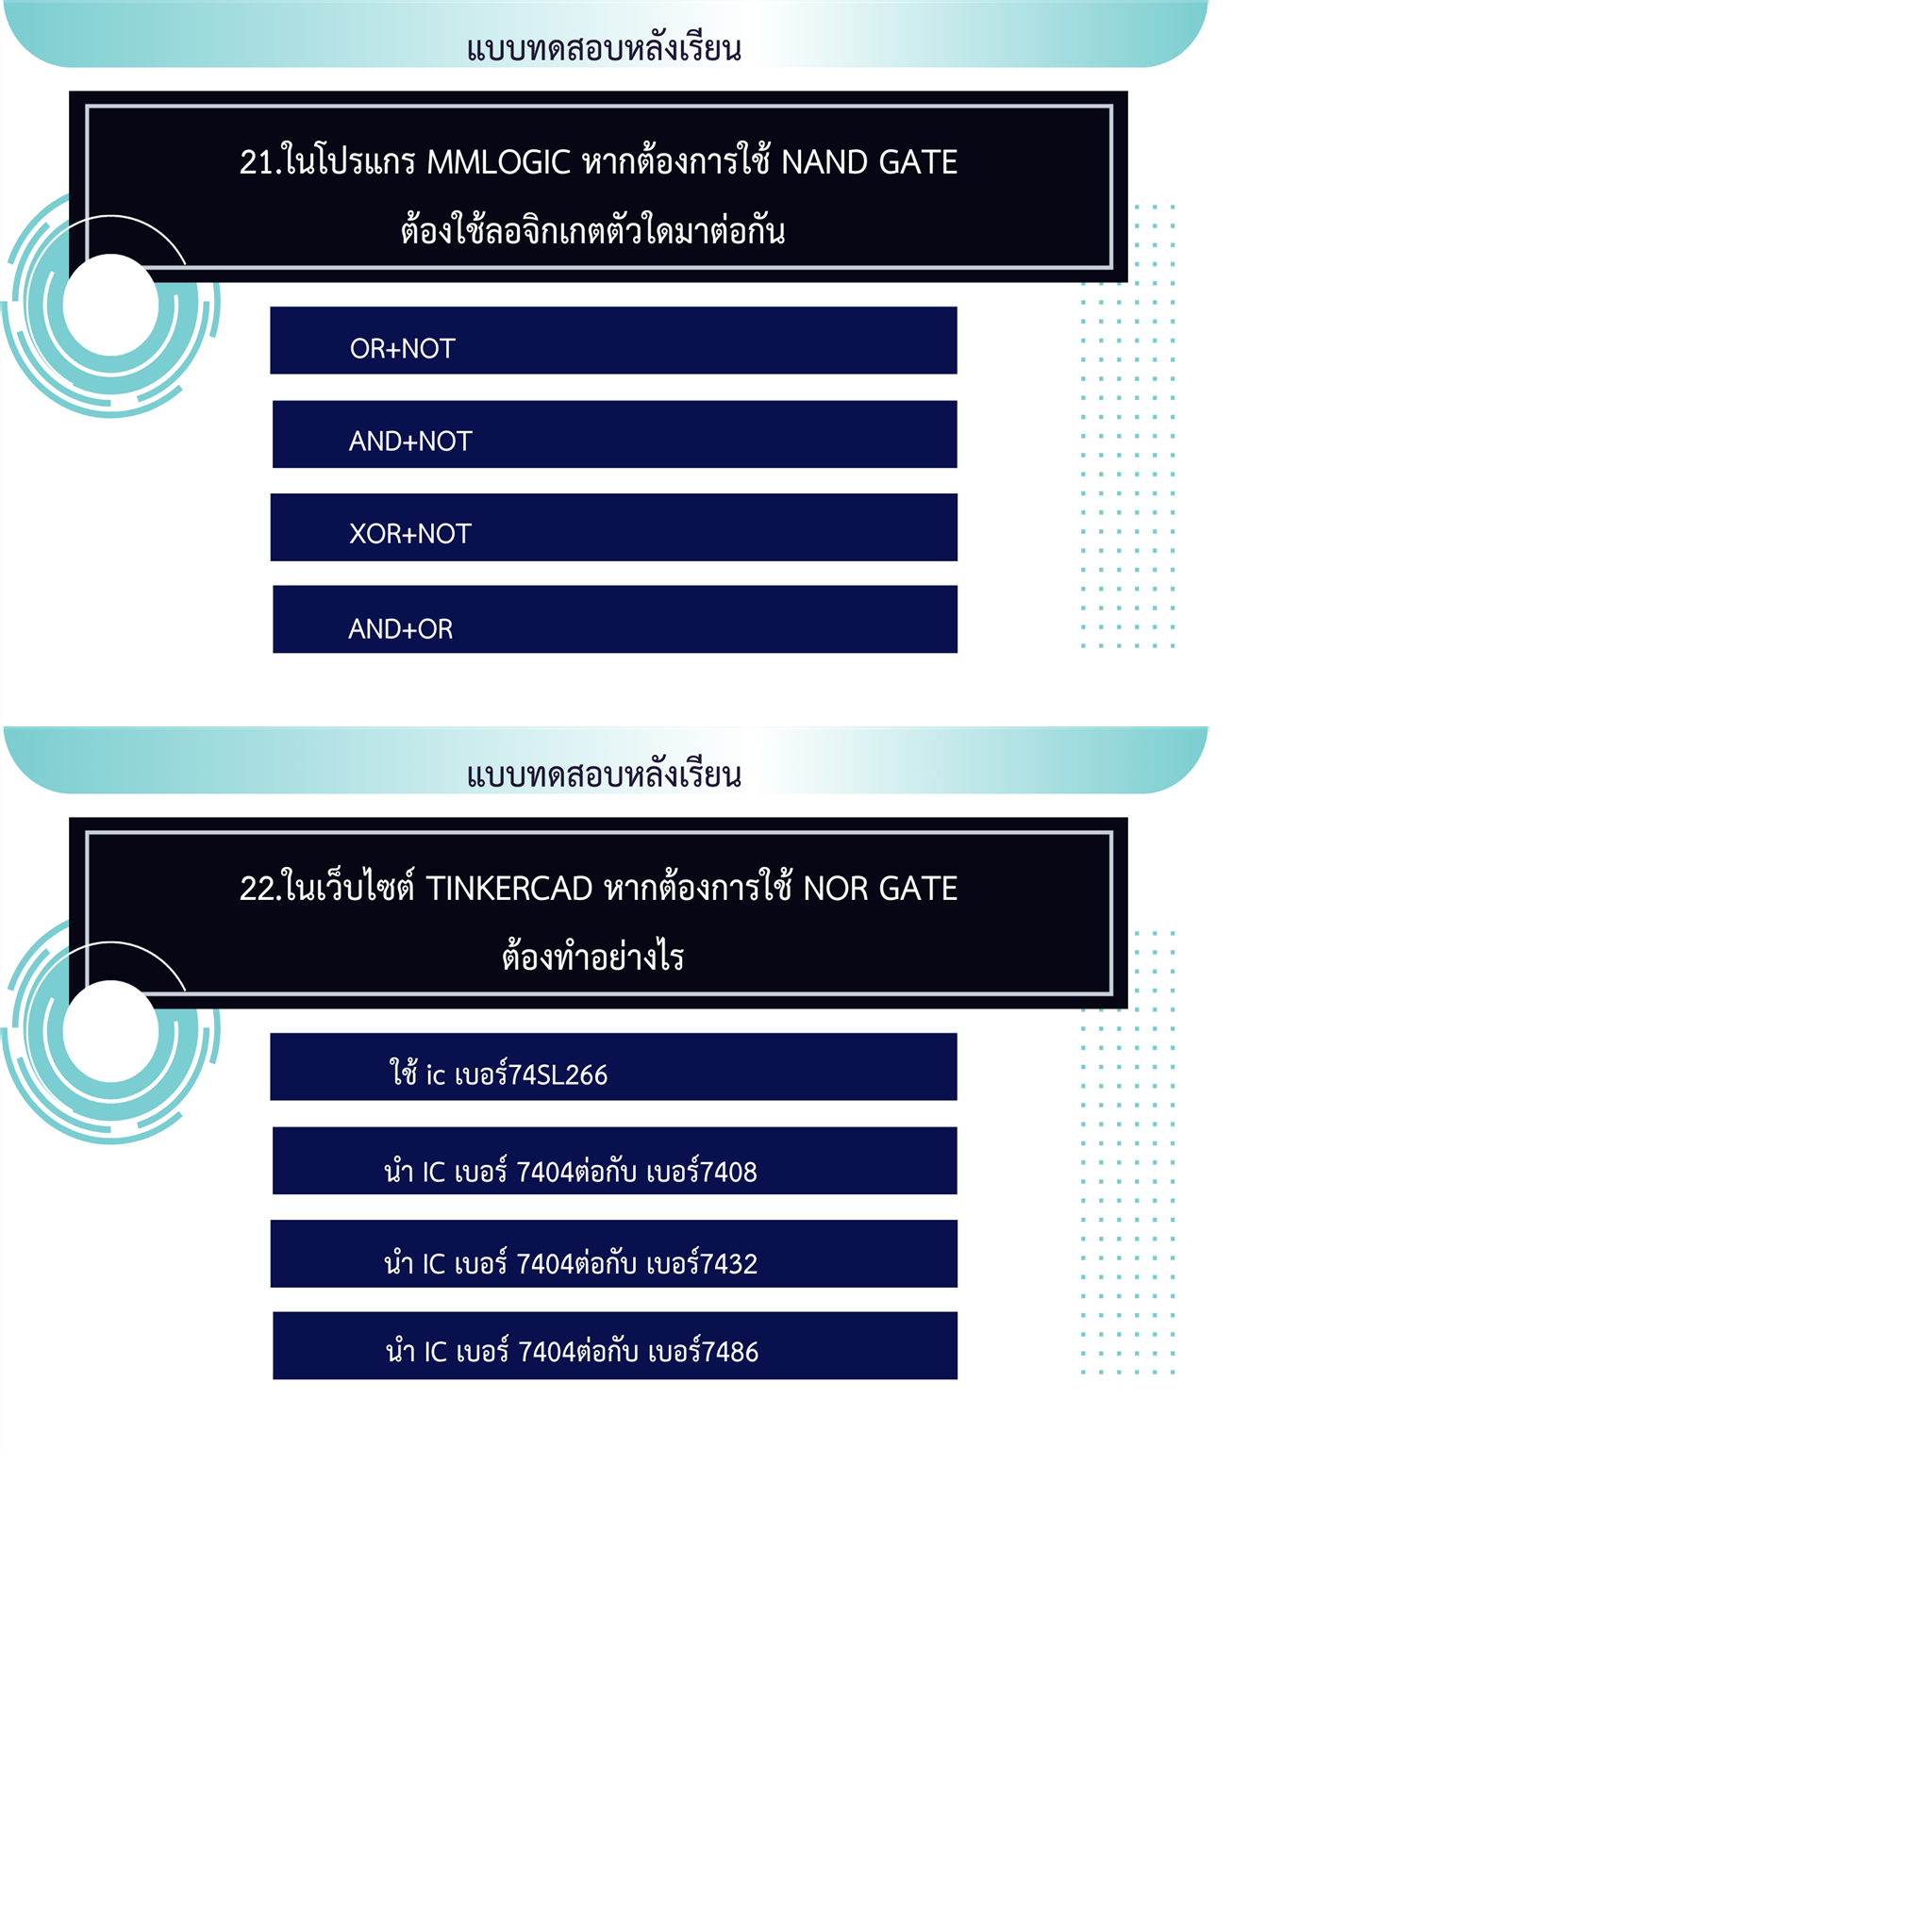 แบบทดสอบหลังเรียน
21.ในโปรแกร MMLOGIC หากต้องการใช้ NAND GATE
ต้องใช้ลอจิกเกตตัวใดมาต่อกัน
OR+NOT
AND+NOT
XOR+NOT
AND+OR
แบบทดสอบหลังเรียน
22.ในเว็บไซต์ TINKERCAD หากต้องการใช้ NOR GATE
ต้องทำอย่างไร
ใช้ ic เบอร์74SL266
นำ IC เบอร์ 7404ต่อกับ เบอร์7408
นำ IC เบอร์ 7404ต่อกับ เบอร์7432
นำ IC เบอร์ 7404ต่อกับ เบอร์7486